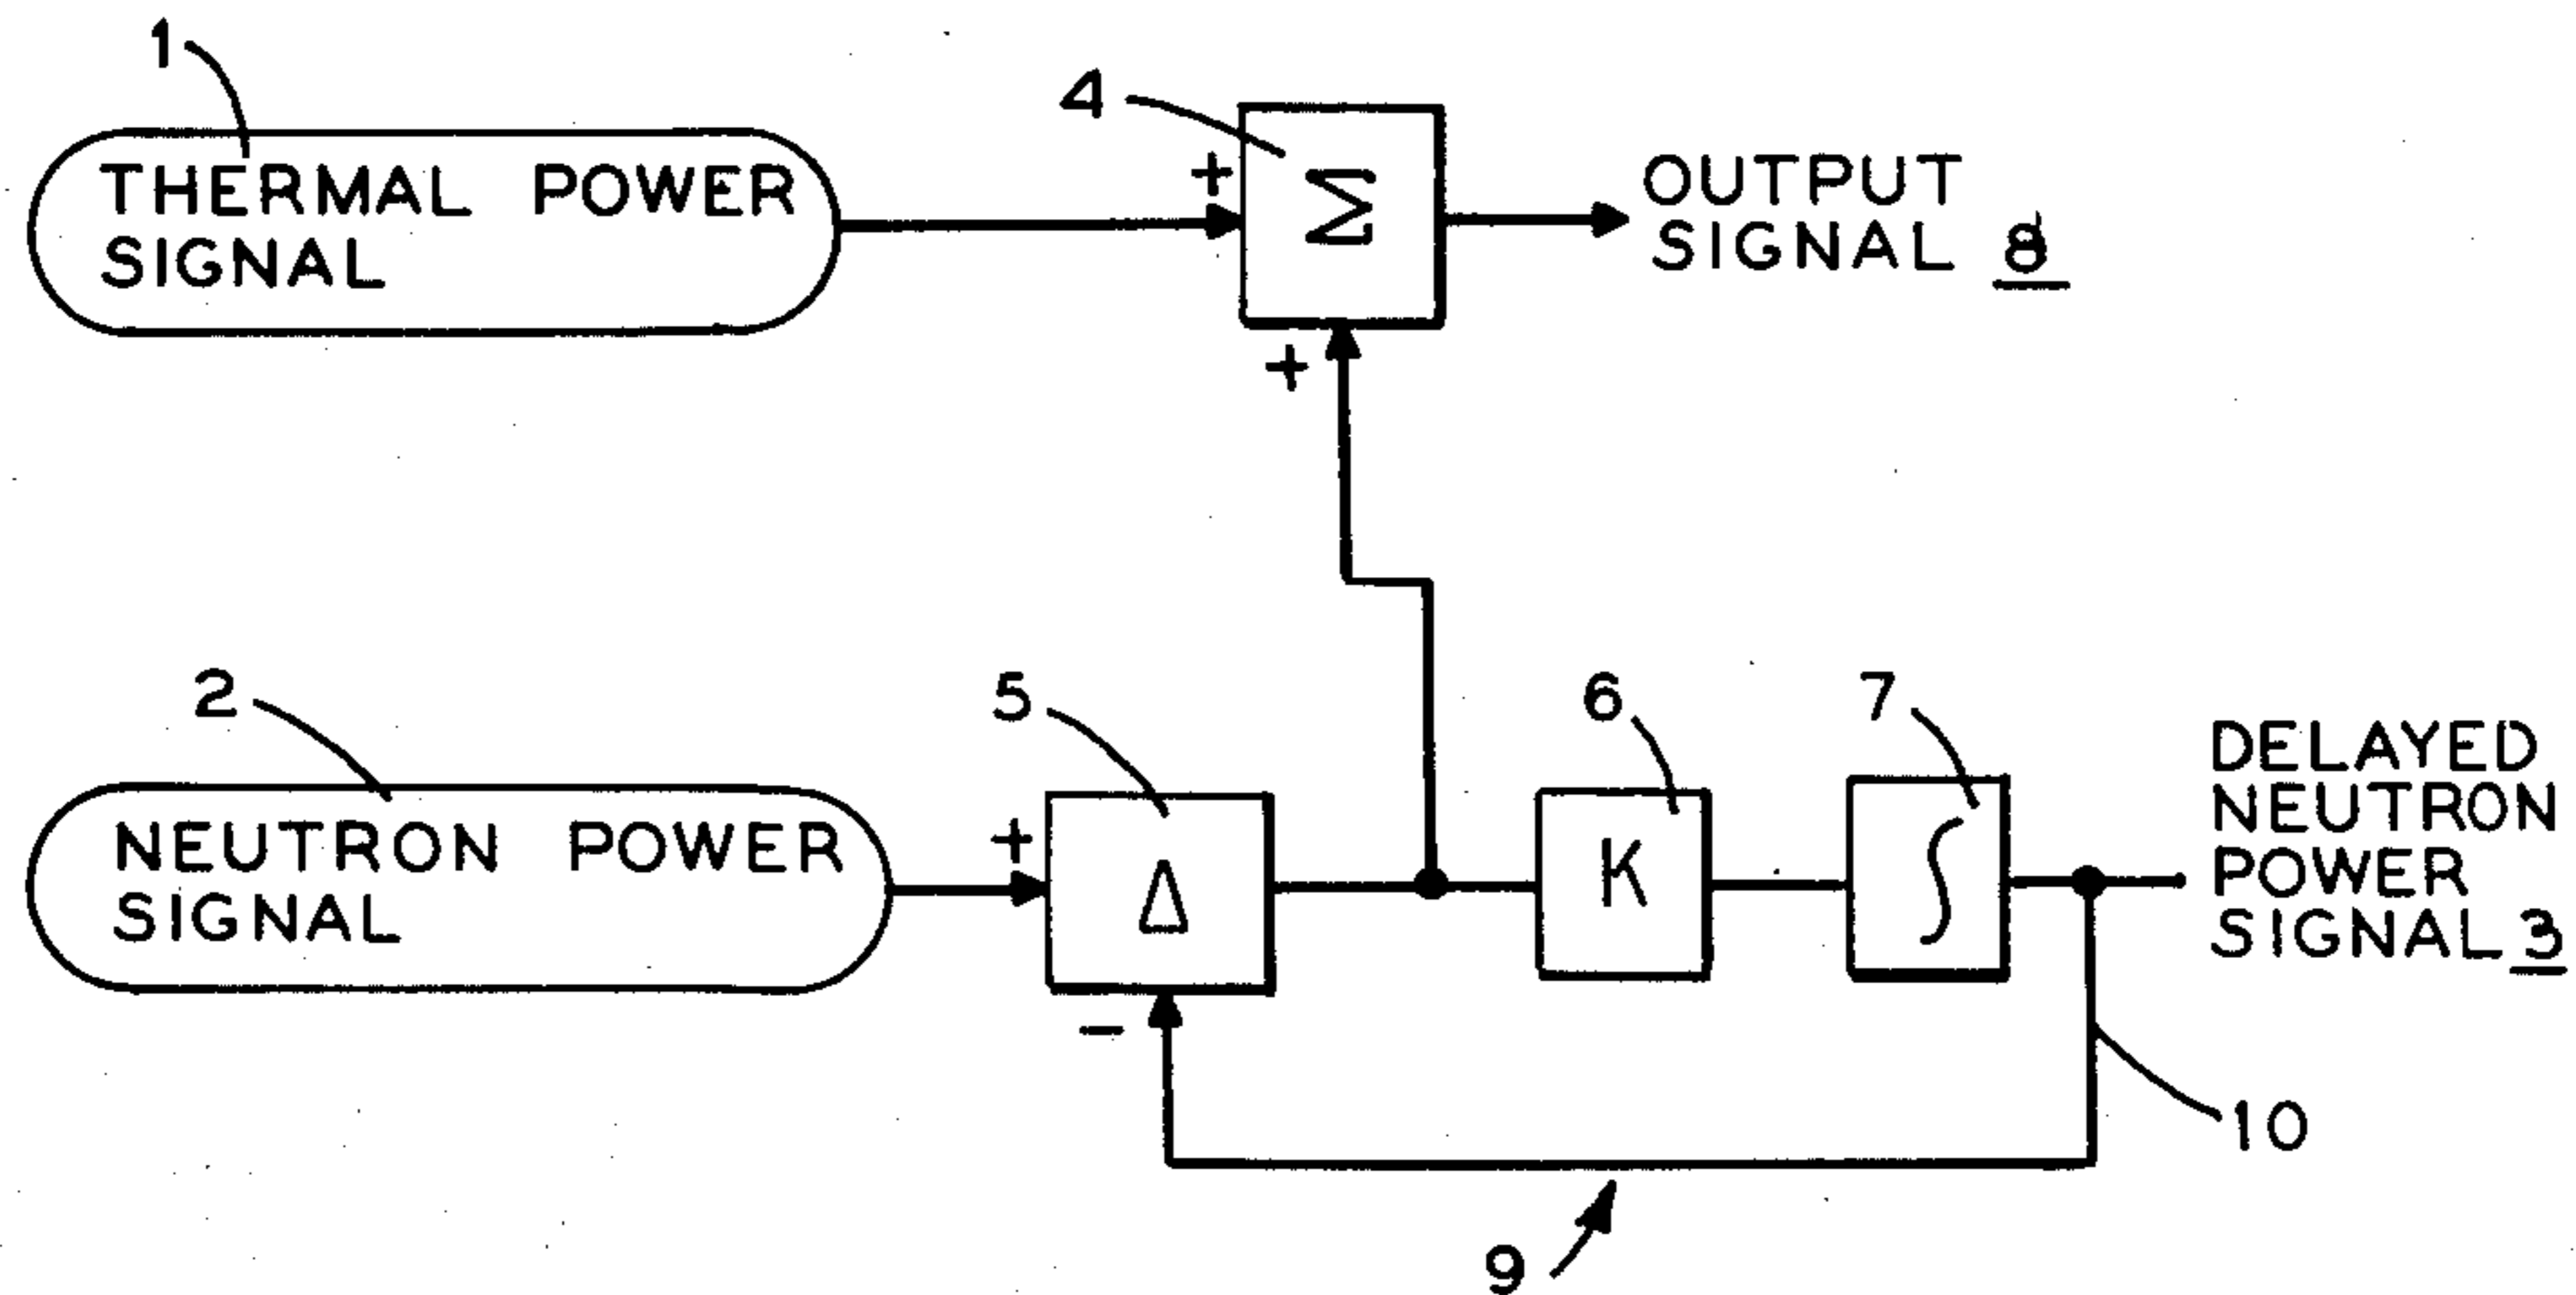 1
THERMAL POWER
SIGNAL
4
+
Σ
+
OUTPUT
SIGNAL 8
2
NEUTRON POWER
SIGNAL
5
+
Δ
−
6
K
7
∫
DELAYED
NEUTRON
POWER
SIGNAL 3
10
9